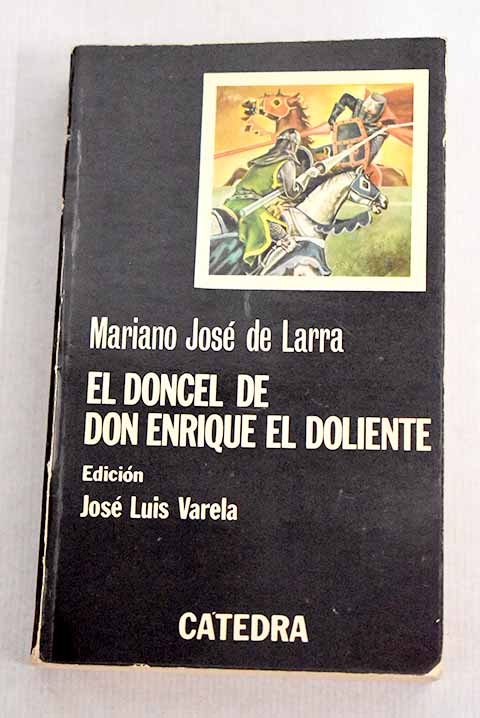 Mariano José de Larra
EL DONCEL DE
DON ENRIQUE EL DOLIENTE
Edición
José Luis Varela
CATEDRA